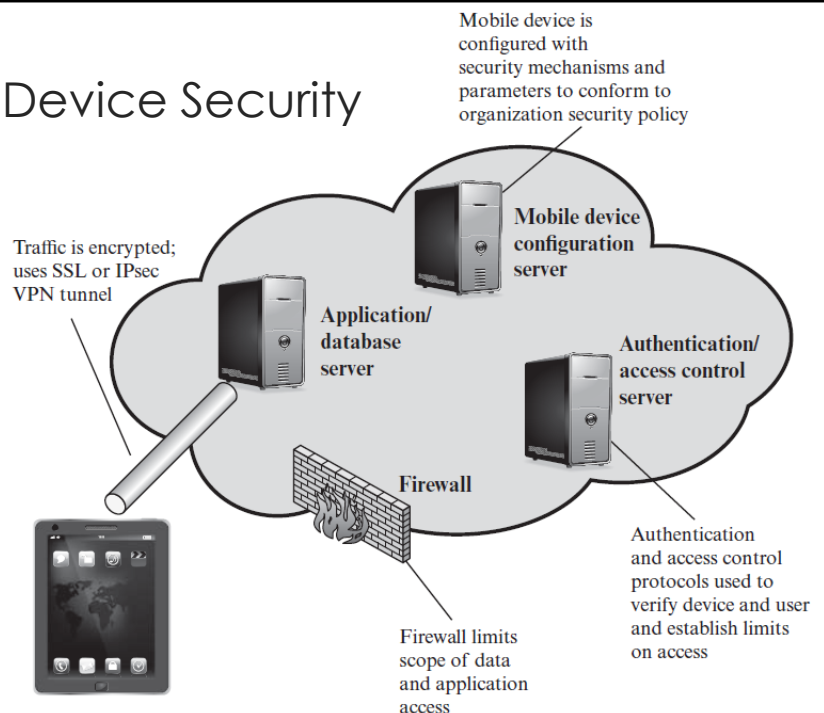 Device Security
Mobile device is
configured with
security mechanisms and
parameters to conform to
organization security policy
Traffic is encrypted;
uses SSL or IPsec
VPN tunnel
Mobile device
configuration
server
Application/
database
server
Authentication/
access control
server
Firewall
Authentication
and access control
protocols used to
verify device and user
and establish limits
on access
Firewall limits
scope of data
and application
access